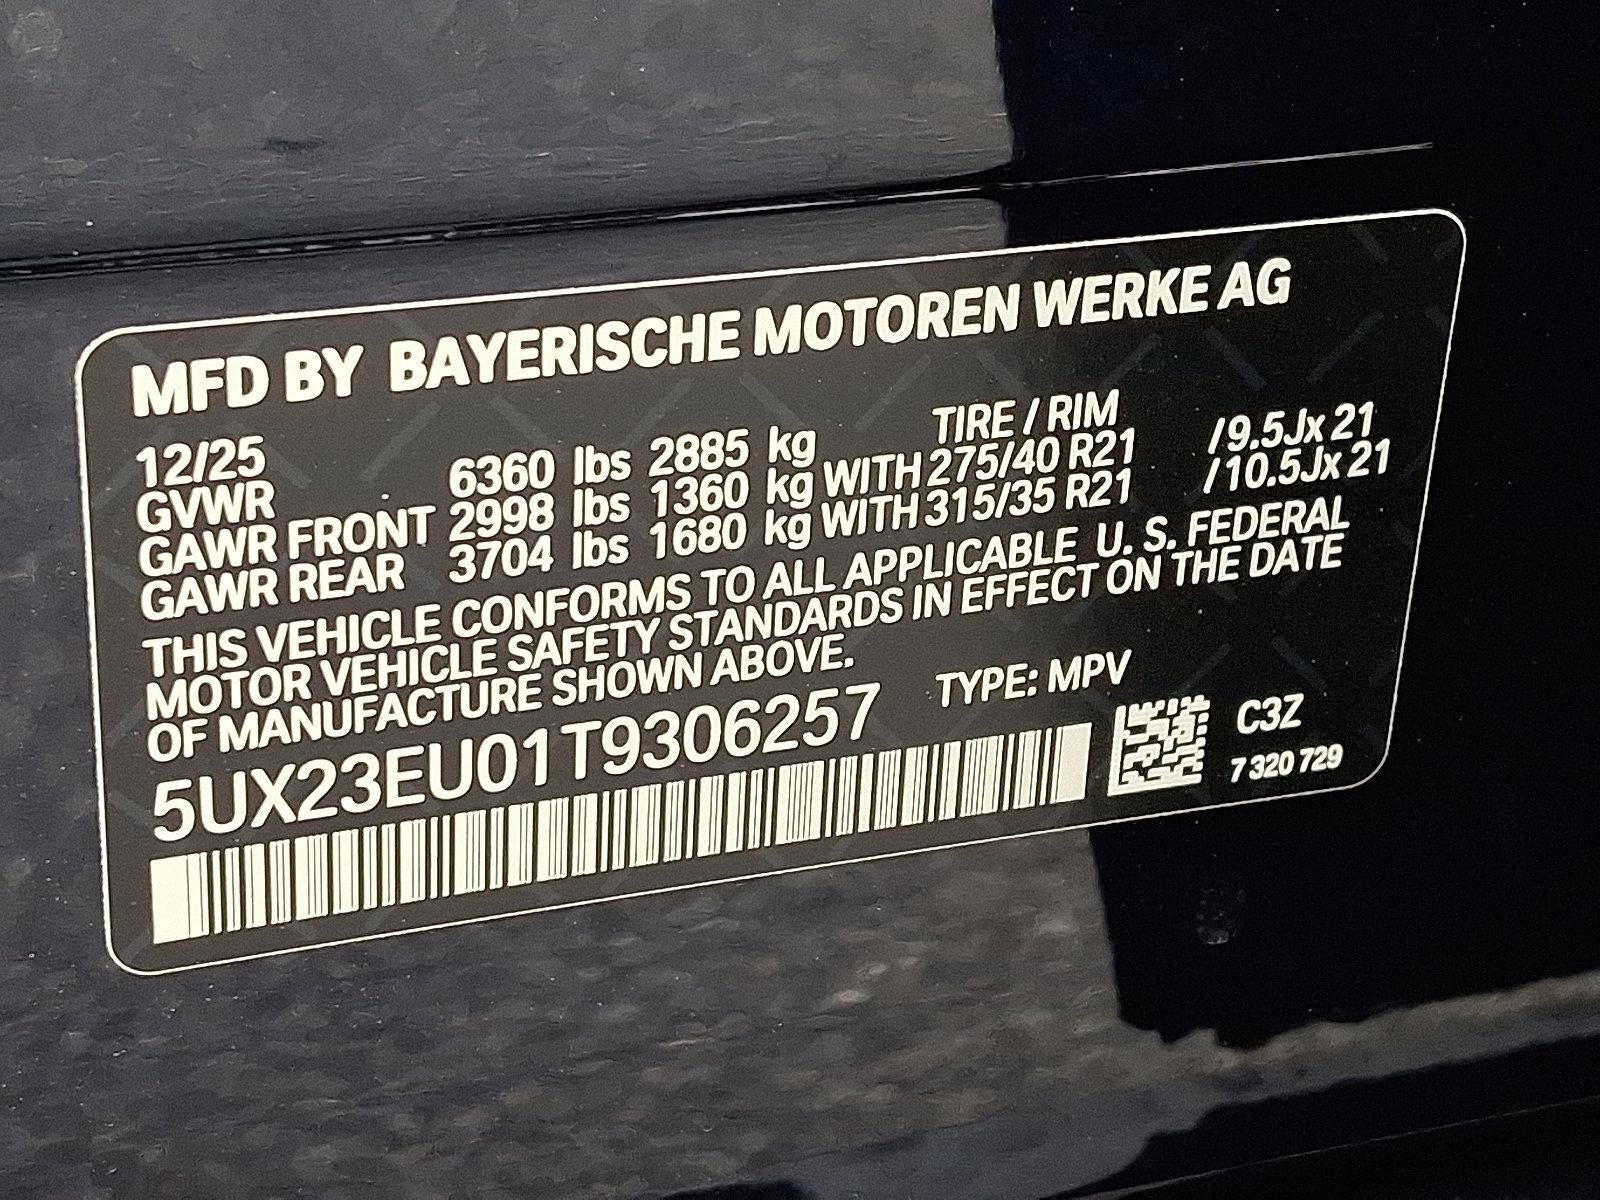 MFD BY BAYERISCHE MOTOREN WERKE AG
12/25 TIRE / RIM
GVWR 6360 lbs 2885 kg
GAWR FRONT 2998 lbs 1360 kg WITH 275/40 R21 /9.5Jx 21
GAWR REAR 3704 lbs 1680 kg WITH 315/35 R21 /10.5Jx 21
THIS VEHICLE CONFORMS TO ALL APPLICABLE U. S. FEDERAL
MOTOR VEHICLE SAFETY STANDARDS IN EFFECT ON THE DATE
OF MANUFACTURE SHOWN ABOVE.
5UX23EU01T9306257 TYPE: MPV
C3Z
7 320 729